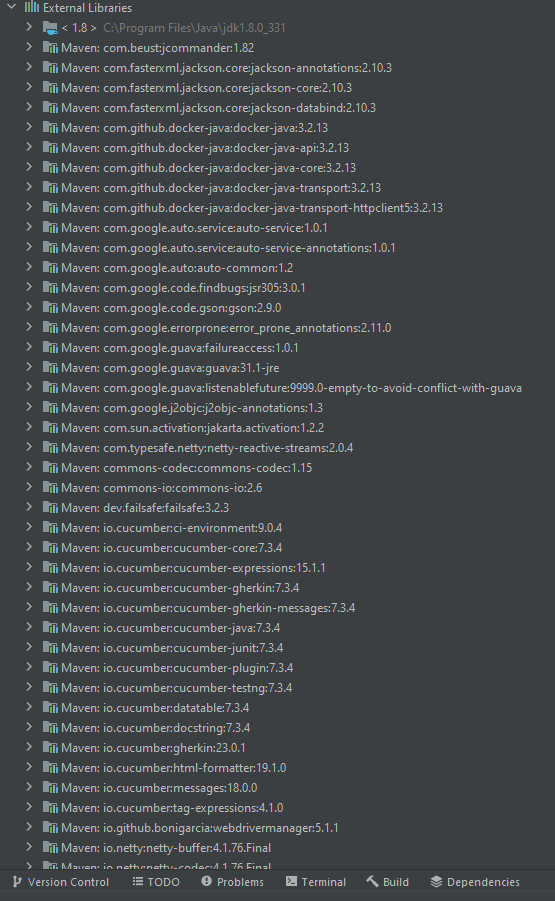 External Libraries
< 1.8 > C:\Program Files\Java\jdk1.8.0_331
Maven: com.beust:jcommander:1.82
Maven: com.fasterxml.jackson.core:jackson-annotations:2.10.3
Maven: com.fasterxml.jackson.core:jackson-core:2.10.3
Maven: com.fasterxml.jackson.core:jackson-databind:2.10.3
Maven: com.github.docker-java:docker-java:3.2.13
Maven: com.github.docker-java:docker-java-api:3.2.13
Maven: com.github.docker-java:docker-java-core:3.2.13
Maven: com.github.docker-java:docker-java-transport:3.2.13
Maven: com.github.docker-java:docker-java-transport-httpclient5:3.2.13
Maven: com.google.auto.service:auto-service:1.0.1
Maven: com.google.auto.service:auto-service-annotations:1.0.1
Maven: com.google.auto:auto-common:1.2
Maven: com.google.code.findbugs:jsr305:3.0.1
Maven: com.google.code.gson:gson:2.9.0
Maven: com.google.errorprone:error_prone_annotations:2.11.0
Maven: com.google.guava:failureaccess:1.0.1
Maven: com.google.guava:guava:31.1-jre
Maven: com.google.guava:listenablefuture:9999.0-empty-to-avoid-conflict-with-guava
Maven: com.google.j2objc:j2objc-annotations:1.3
Maven: com.sun.activation:jakarta.activation:1.2.2
Maven: com.typesafe.netty:netty-reactive-streams:2.0.4
Maven: commons-codec:commons-codec:1.15
Maven: commons-io:commons-io:2.6
Maven: dev.failsafe:failsafe:3.2.3
Maven: io.cucumber:ci-environment:9.0.4
Maven: io.cucumber:cucumber-core:7.3.4
Maven: io.cucumber:cucumber-expressions:15.1.1
Maven: io.cucumber:cucumber-gherkin:7.3.4
Maven: io.cucumber:cucumber-gherkin-messages:7.3.4
Maven: io.cucumber:cucumber-java:7.3.4
Maven: io.cucumber:cucumber-junit:7.3.4
Maven: io.cucumber:cucumber-plugin:7.3.4
Maven: io.cucumber:cucumber-testng:7.3.4
Maven: io.cucumber:datatable:7.3.4
Maven: io.cucumber:docstring:7.3.4
Maven: io.cucumber:gherkin:23.0.1
Maven: io.cucumber:html-formatter:19.1.0
Maven: io.cucumber:messages:18.0.0
Maven: io.cucumber:tag-expressions:4.1.0
Maven: io.github.bonigarcia:webdrivermanager:5.1.1
Maven: io.netty:netty-buffer:4.1.76.Final
Maven: io.netty:netty-codec:4.1.76.Final
Version Control TODO Problems Terminal Build Dependencies